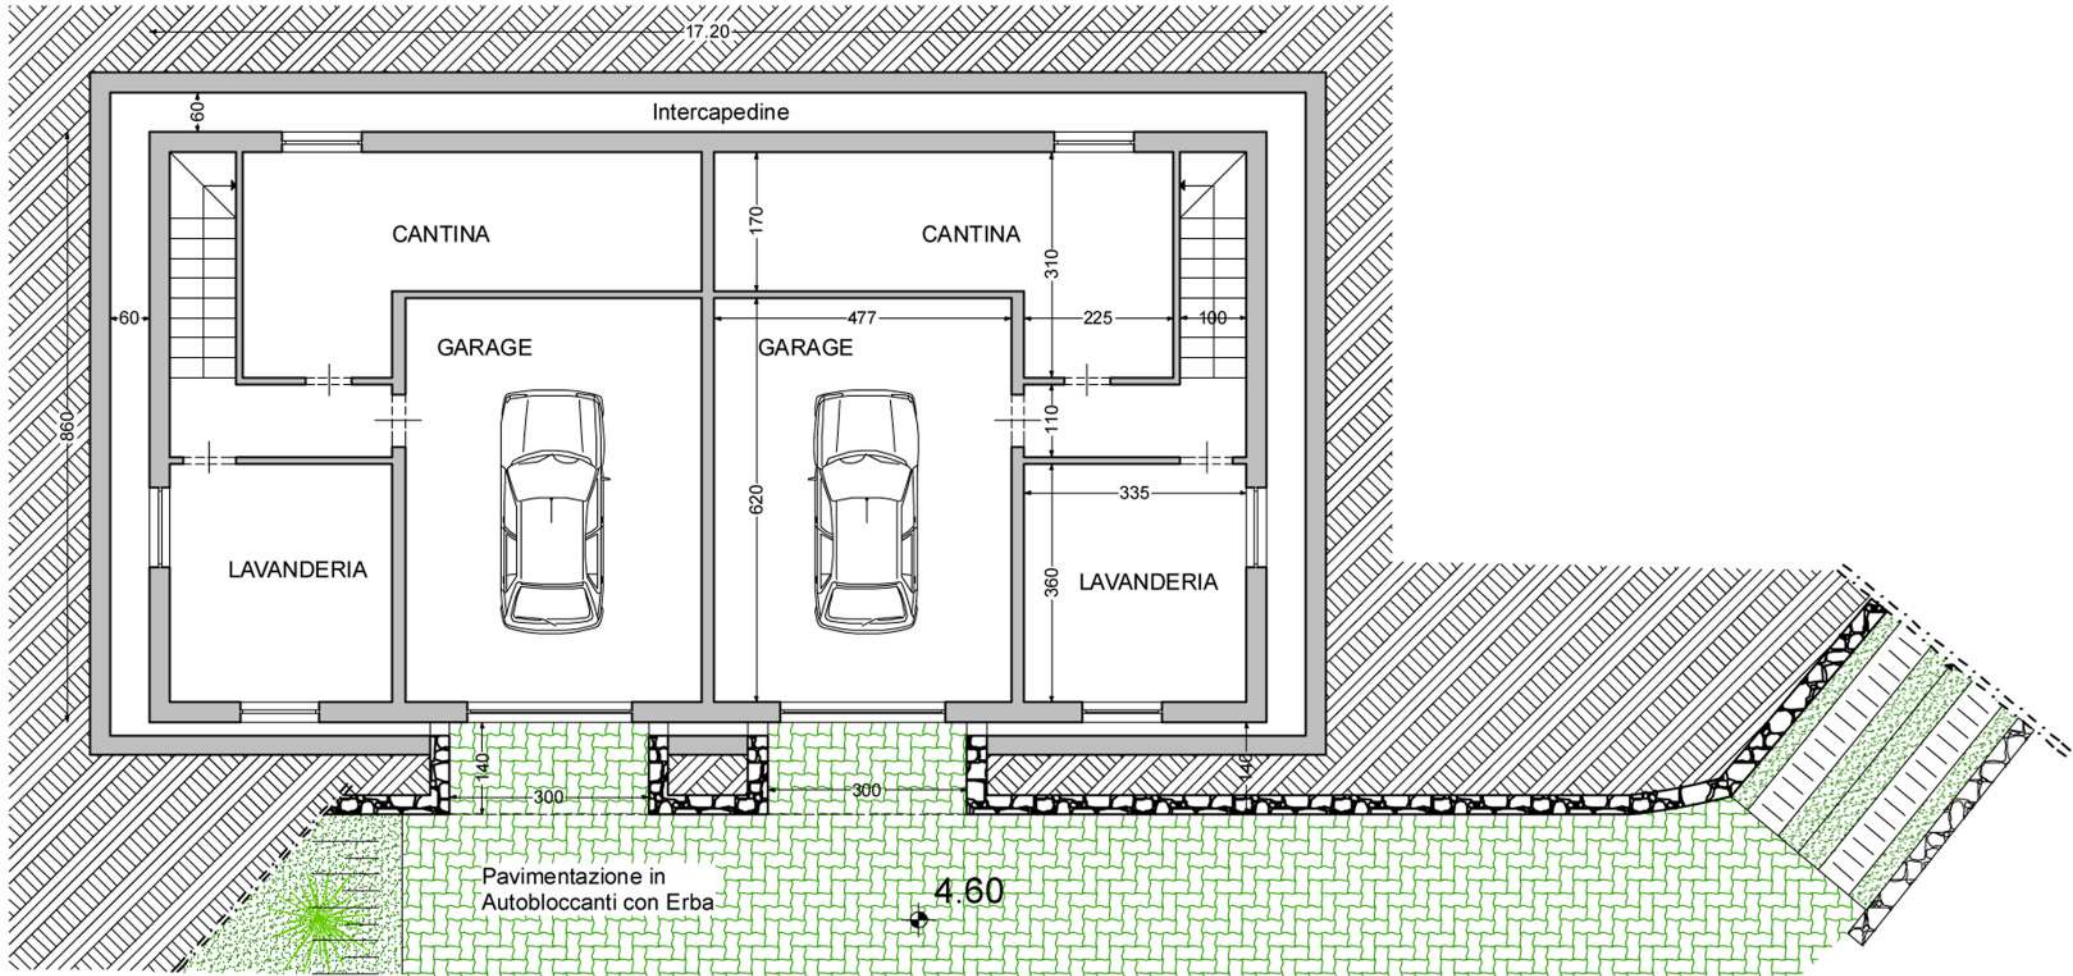 17.20
60
Intercapedine
CANTINA
170
CANTINA
310
860
60
477
225
100
GARAGE
GARAGE
110
620
335
LAVANDERIA
360
LAVANDERIA
140
300
300
140
Pavimentazione in
Autobloccanti con Erba
4.60